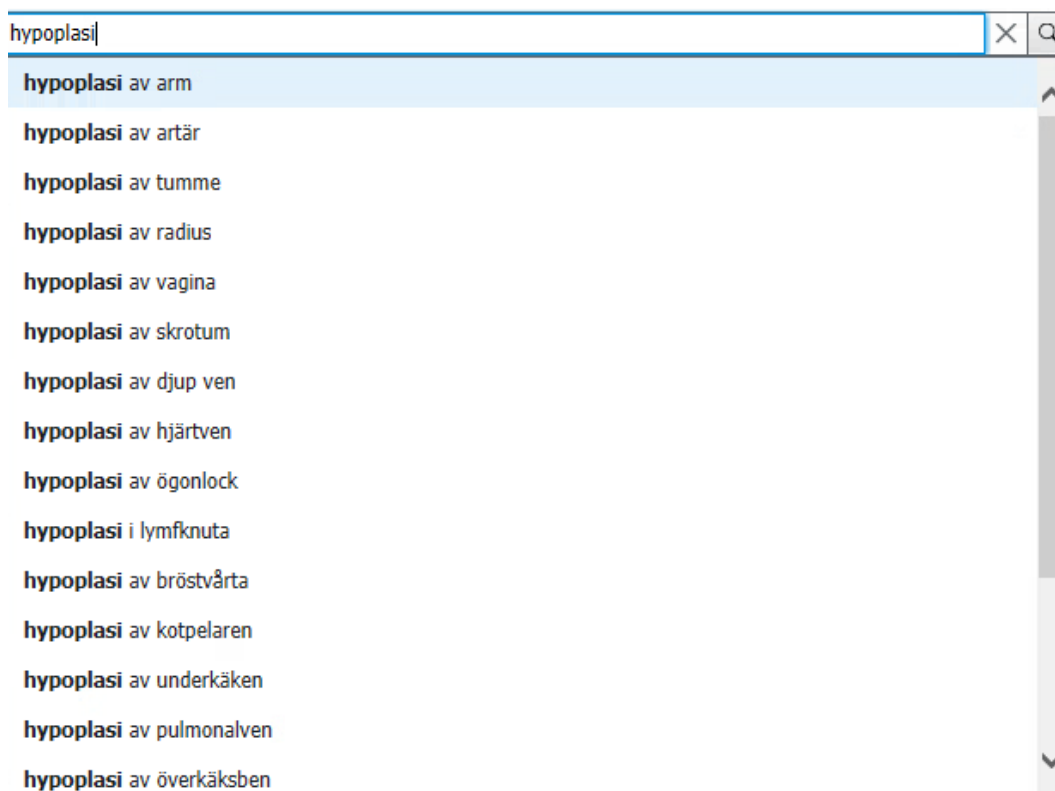 hypoplasi
hypoplasi av arm
hypoplasi av artär
hypoplasi av tumme
hypoplasi av radius
hypoplasi av vagina
hypoplasi av skrotum
hypoplasi av djup ven
hypoplasi av hjärtven
hypoplasi av ögonlock
hypoplasi i lymfknuta
hypoplasi av bröstvårta
hypoplasi av kotpelaren
hypoplasi av underkäken
hypoplasi av pulmonalven
hypoplasi av överkäksben